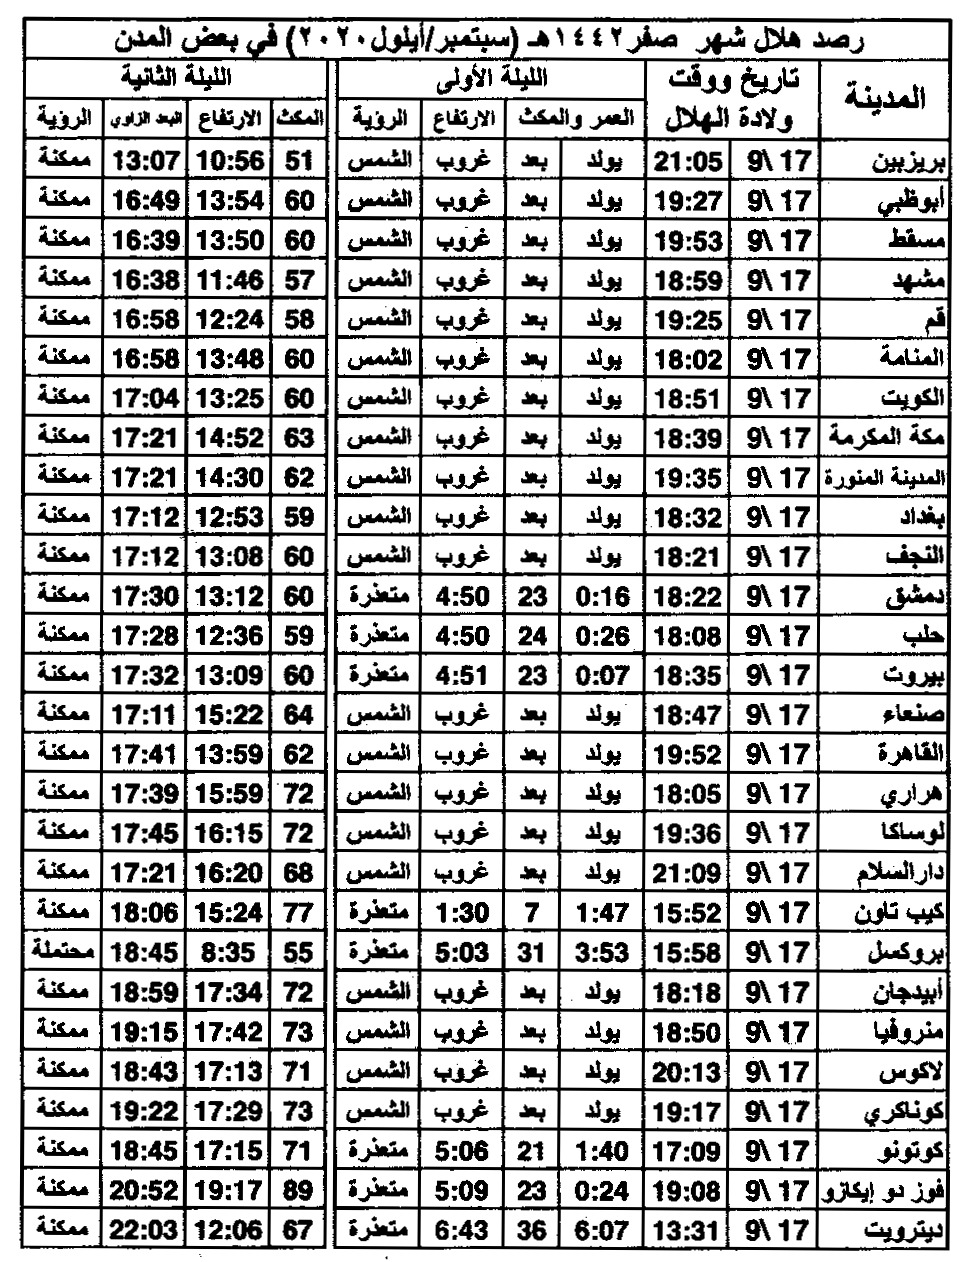 رصد هلال شهر صفر ١٤٤٢هـ (سبتمبر/أيلول ٢٠٢٠) في بعض المدن
المدينة تاريخ ووقت ولادة الهلال الليلة الأولى الليلة الثانية
العمر والمكث الارتفاع الرؤية المكث الارتفاع البعد الزاوي الرؤية
بريزبين 17 \9 21:05 يولد بعد غروب الشمس 51 10:56 13:07 ممكنة
أبوظبي 17 \9 19:27 يولد بعد غروب الشمس 60 13:54 16:49 ممكنة
مسقط 17 \9 19:53 يولد بعد غروب الشمس 60 13:50 16:39 ممكنة
مشهد 17 \9 18:59 يولد بعد غروب الشمس 57 11:46 16:38 ممكنة
قم 17 \9 19:25 يولد بعد غروب الشمس 58 12:24 16:58 ممكنة
المنامة 17 \9 18:02 يولد بعد غروب الشمس 60 13:48 16:58 ممكنة
الكويت 17 \9 18:51 يولد بعد غروب الشمس 60 13:25 17:04 ممكنة
مكة المكرمة 17 \9 18:39 يولد بعد غروب الشمس 63 14:52 17:21 ممكنة
المدينة المنورة 17 \9 19:35 يولد بعد غروب الشمس 62 14:30 17:21 ممكنة
بغداد 17 \9 18:32 يولد بعد غروب الشمس 59 12:53 17:12 ممكنة
النجف 17 \9 18:21 يولد بعد غروب الشمس 60 13:08 17:12 ممكنة
دمشق 17 \9 18:22 0:16 23 4:50 متعذرة 60 13:12 17:30 ممكنة
حلب 17 \9 18:08 0:26 24 4:50 متعذرة 59 12:36 17:28 ممكنة
بيروت 17 \9 18:35 0:07 23 4:51 متعذرة 60 13:09 17:32 ممكنة
صنعاء 17 \9 18:47 يولد بعد غروب الشمس 64 15:22 17:11 ممكنة
القاهرة 17 \9 19:52 يولد بعد غروب الشمس 62 13:59 17:41 ممكنة
هراري 17 \9 18:05 يولد بعد غروب الشمس 72 15:59 17:39 ممكنة
لوساكا 17 \9 19:36 يولد بعد غروب الشمس 72 16:15 17:45 ممكنة
دارالسلام 17 \9 21:09 يولد بعد غروب الشمس 68 16:20 17:21 ممكنة
كيب تاون 17 \9 15:52 1:47 7 1:30 متعذرة 77 15:24 18:06 ممكنة
بروكسل 17 \9 15:58 3:53 31 5:03 متعذرة 55 8:35 18:45 محتملة
أبيدجان 17 \9 18:18 يولد بعد غروب الشمس 72 17:34 18:59 ممكنة
منروفيا 17 \9 18:50 يولد بعد غروب الشمس 73 17:42 19:15 ممكنة
لاكوس 17 \9 20:13 يولد بعد غروب الشمس 71 17:13 18:43 ممكنة
كوناكري 17 \9 19:17 يولد بعد غروب الشمس 73 17:29 19:22 ممكنة
كوتونو 17 \9 17:09 1:40 21 5:06 متعذرة 71 17:15 18:45 ممكنة
فوز دو إيكازو 17 \9 19:08 0:24 23 5:09 متعذرة 89 19:17 20:52 ممكنة
ديترويت 17 \9 13:31 6:07 36 6:43 متعذرة 67 12:06 22:03 ممكنة